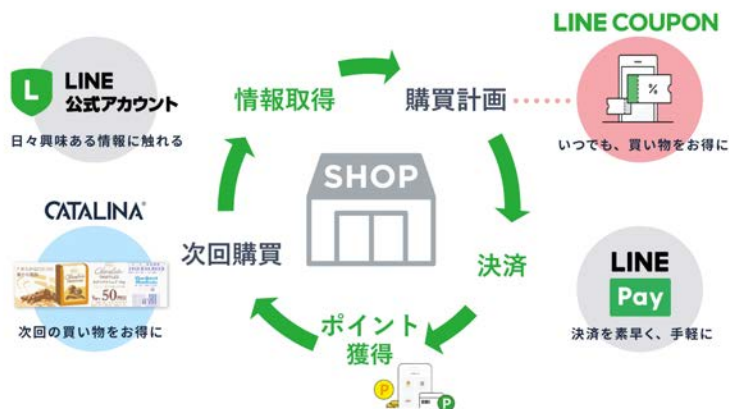 LINE COUPON
LINE
公式アカウント
情報取得
購買計画
日々興味ある情報に触れる
いつでも、買い物をお得に
SHOP
CATALINA®
次回購買
決済
LINE
Pay
50
次回の買い物をお得に
ポイント
獲得
決済を素早く、手軽に
P
P